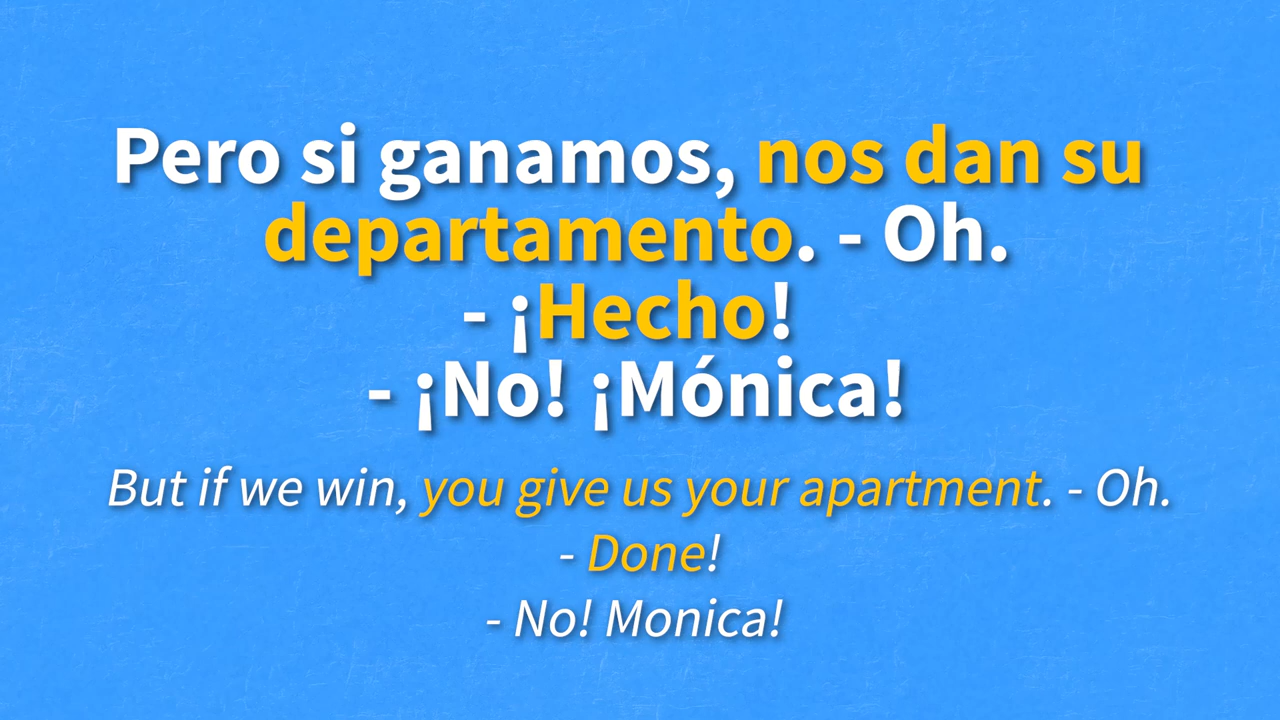 Pero si ganamos, nos dan su
departamento. - Oh.
- ¡Hecho!
- ¡No! ¡Mónica!
But if we win, you give us your apartment. - Oh.
- Done!
- No! Monica!